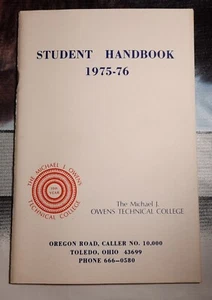 STUDENT HANDBOOK
1975-76
THE MICHAEL J. OWENS
TECHNICAL COLLEGE
The Michael J.
OWENS TECHNICAL COLLEGE
OREGON ROAD, CALLER NO. 10,000
TOLEDO, OHIO 43699
PHONE 666-0580